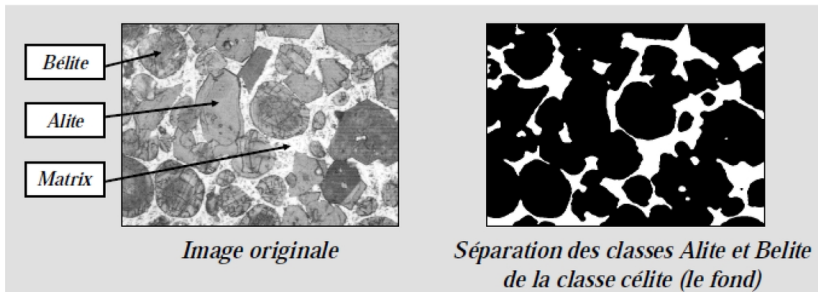 Bélite
Alite
Matrix
Image originale
Séparation des classes Alite et Belite
de la classe célite (le fond)